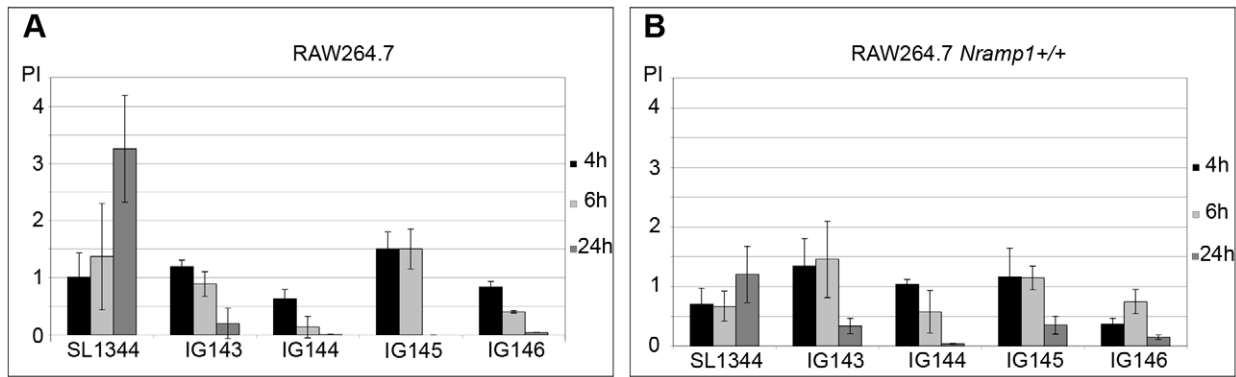 A
RAW264.7
PI
4
3
2
1
0
SL1344 IG143 IG144 IG145 IG146
4h
6h
24h
B
RAW264.7 Nramp1+/+
PI
4
3
2
1
0
SL1344 IG143 IG144 IG145 IG146
4h
6h
24h